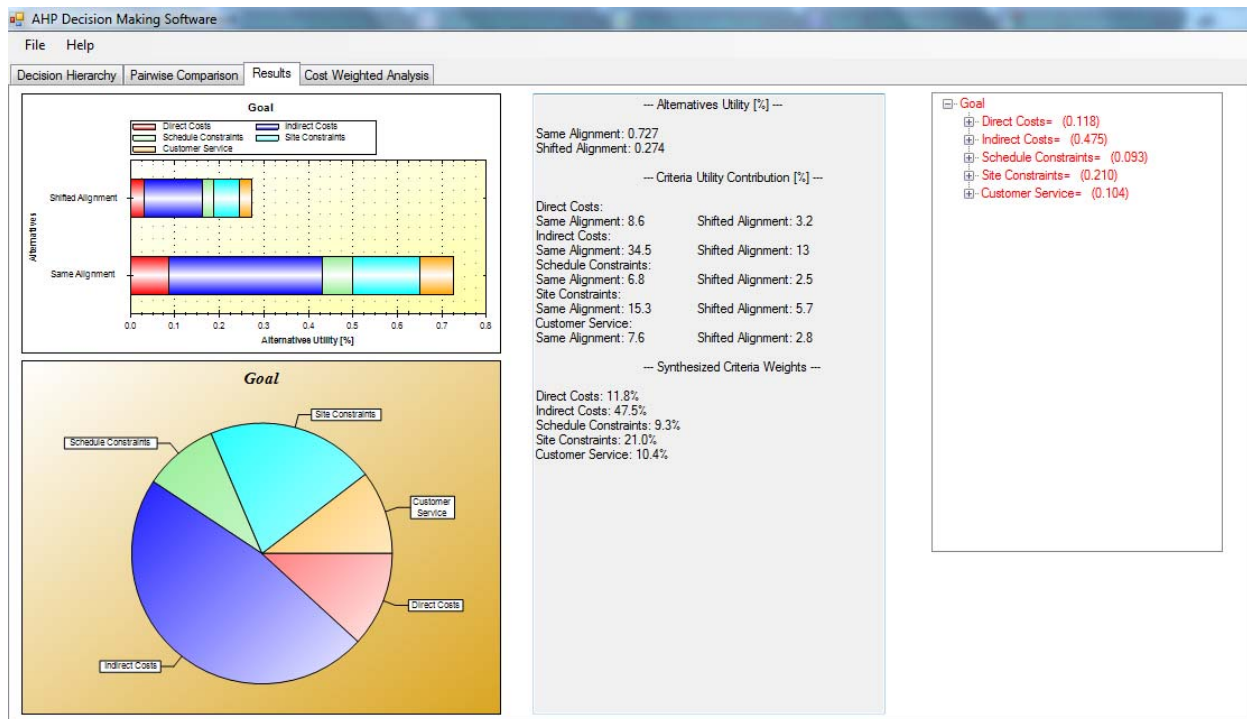 AHP Decision Making Software
File Help
Decision Hierarchy Pairwise Comparison Results Cost Weighted Analysis
Goal
Direct Costs Indirect Costs
Schedule Constraints Site Constraints
Customer Service
Alternatives
Shifted Alignment
Same Alignment
0.0 0.1 0.2 0.3 0.4 0.5 0.6 0.7 0.8
Alternatives Utility [%]
Goal
Site Constraints
Schedule Constraints
Customer
Service
Direct Costs
Indirect Costs
--- Alternatives Utility [%] ---
Same Alignment: 0.727
Shifted Alignment: 0.274
--- Criteria Utility Contribution [%] ---
Direct Costs:
Same Alignment: 8.6 Shifted Alignment: 3.2
Indirect Costs:
Same Alignment: 34.5 Shifted Alignment: 13
Schedule Constraints:
Same Alignment: 6.8 Shifted Alignment: 2.5
Site Constraints:
Same Alignment: 15.3 Shifted Alignment: 5.7
Customer Service:
Same Alignment: 7.6 Shifted Alignment: 2.8
--- Synthesized Criteria Weights ---
Direct Costs: 11.8%
Indirect Costs: 47.5%
Schedule Constraints: 9.3%
Site Constraints: 21.0%
Customer Service: 10.4%
Goal
Direct Costs= (0.118)
Indirect Costs= (0.475)
Schedule Constraints= (0.093)
Site Constraints= (0.210)
Customer Service= (0.104)